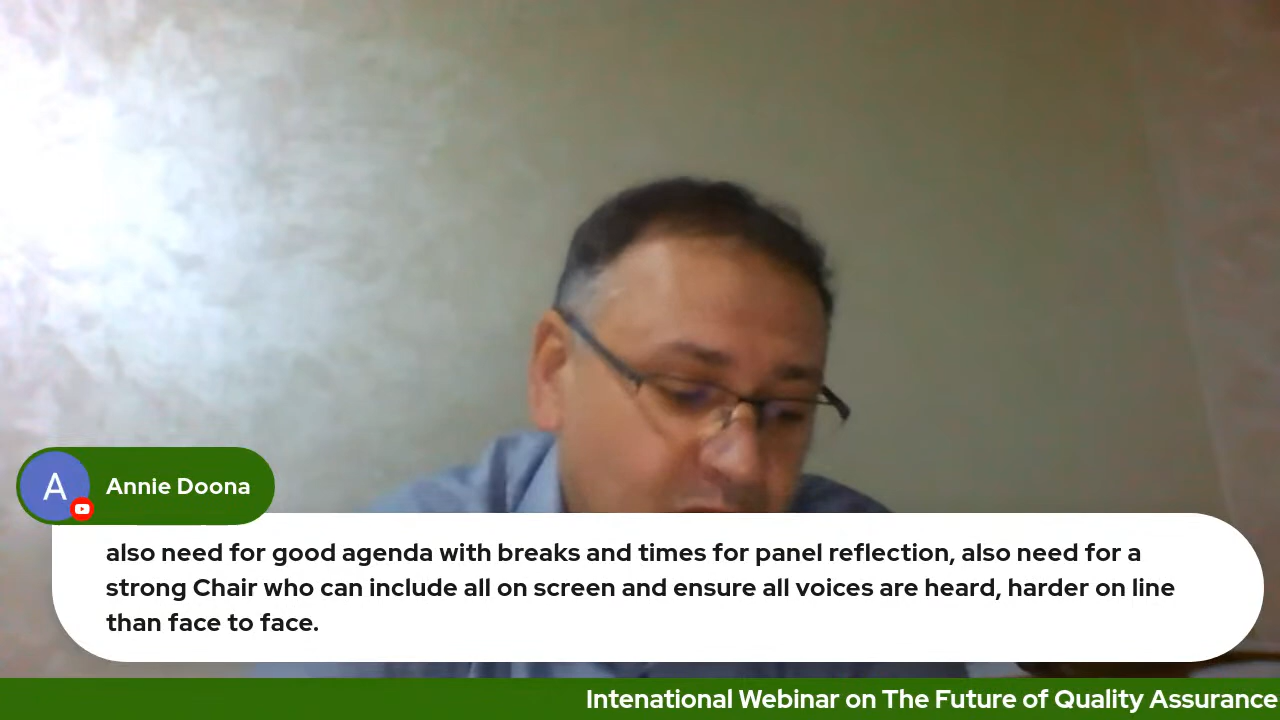 A
Annie Doona
also need for good agenda with breaks and times for panel reflection, also need for a
strong Chair who can include all on screen and ensure all voices are heard, harder on line
than face to face.
Intenational Webinar on The Future of Quality Assurance